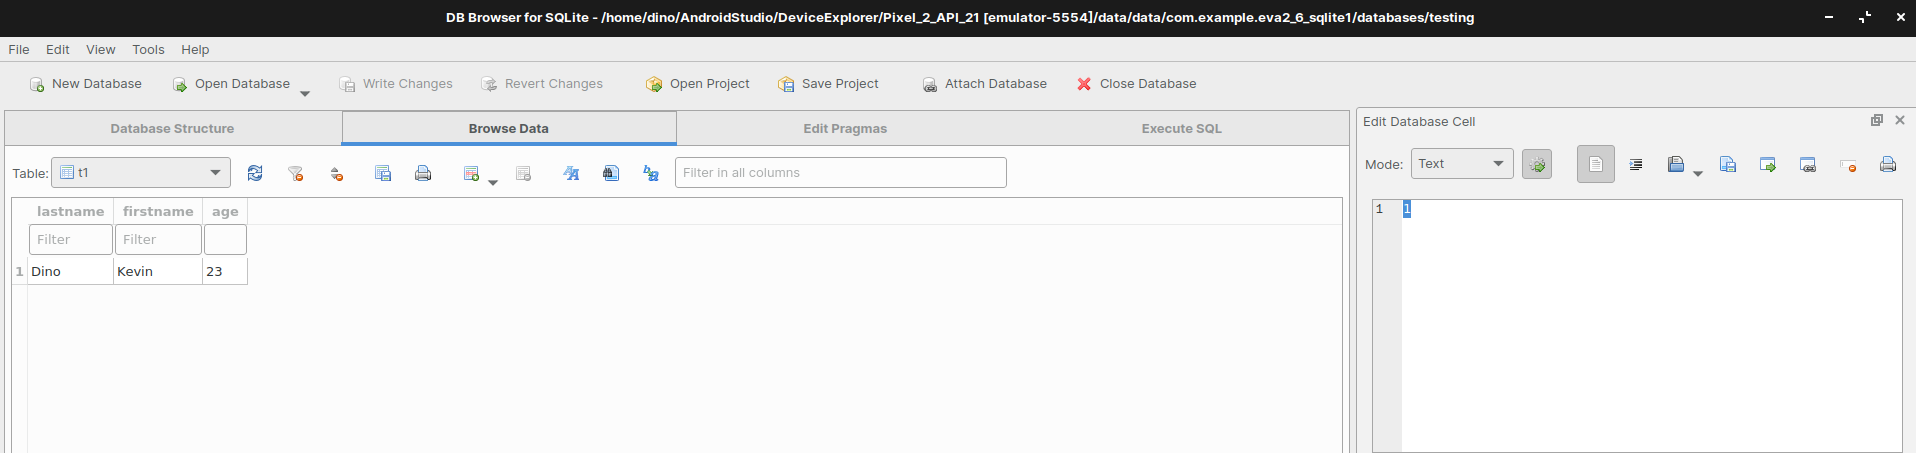 DB Browser for SQLite - /home/dino/AndroidStudio/DeviceExplorer/Pixel_2_API_21 [emulator-5554]/data/data/com.example.eva2_6_sqlite1/databases/testing
File Edit View Tools Help
New Database Open Database Write Changes Revert Changes Open Project Save Project Attach Database Close Database
Database Structure Browse Data Edit Pragmas Execute SQL
Table: t1 Filter in all columns
lastname firstname age
Filter Filter
1 Dino Kevin 23
Edit Database Cell
Mode: Text
1 1